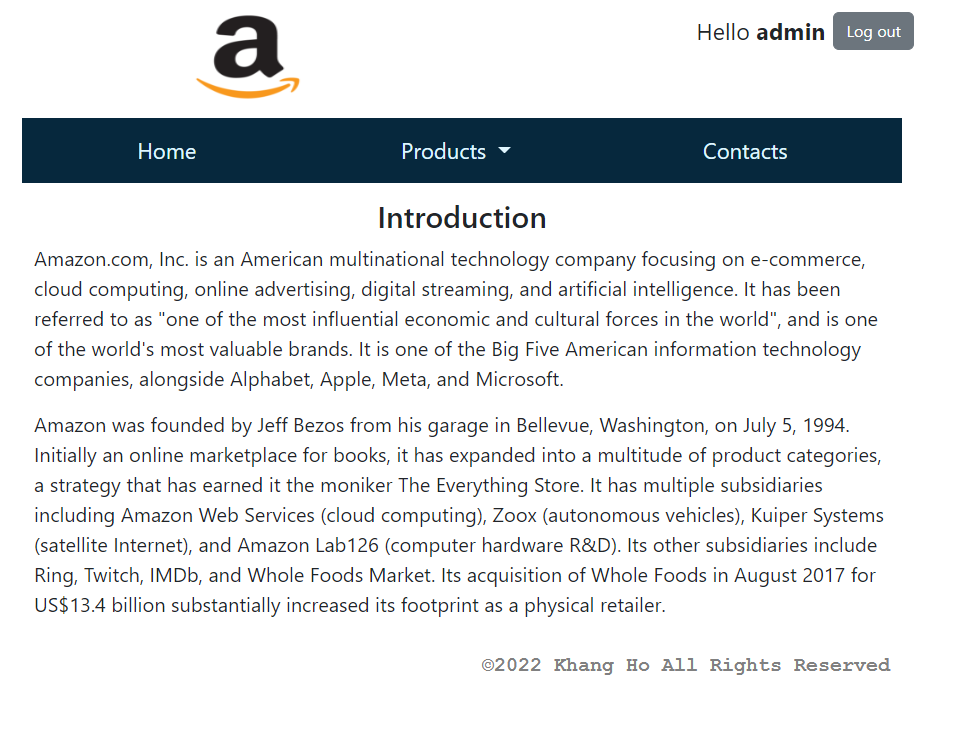 a
Hello admin Log out
Home Products Contacts
Introduction
Amazon.com, Inc. is an American multinational technology company focusing on e-commerce,
cloud computing, online advertising, digital streaming, and artificial intelligence. It has been
referred to as "one of the most influential economic and cultural forces in the world", and is one
of the world's most valuable brands. It is one of the Big Five American information technology
companies, alongside Alphabet, Apple, Meta, and Microsoft.
Amazon was founded by Jeff Bezos from his garage in Bellevue, Washington, on July 5, 1994.
Initially an online marketplace for books, it has expanded into a multitude of product categories,
a strategy that has earned it the moniker The Everything Store. It has multiple subsidiaries
including Amazon Web Services (cloud computing), Zoox (autonomous vehicles), Kuiper Systems
(satellite Internet), and Amazon Lab126 (computer hardware R&D). Its other subsidiaries include
Ring, Twitch, IMDb, and Whole Foods Market. Its acquisition of Whole Foods in August 2017 for
US$13.4 billion substantially increased its footprint as a physical retailer.
©2022 Khang Ho All Rights Reserved